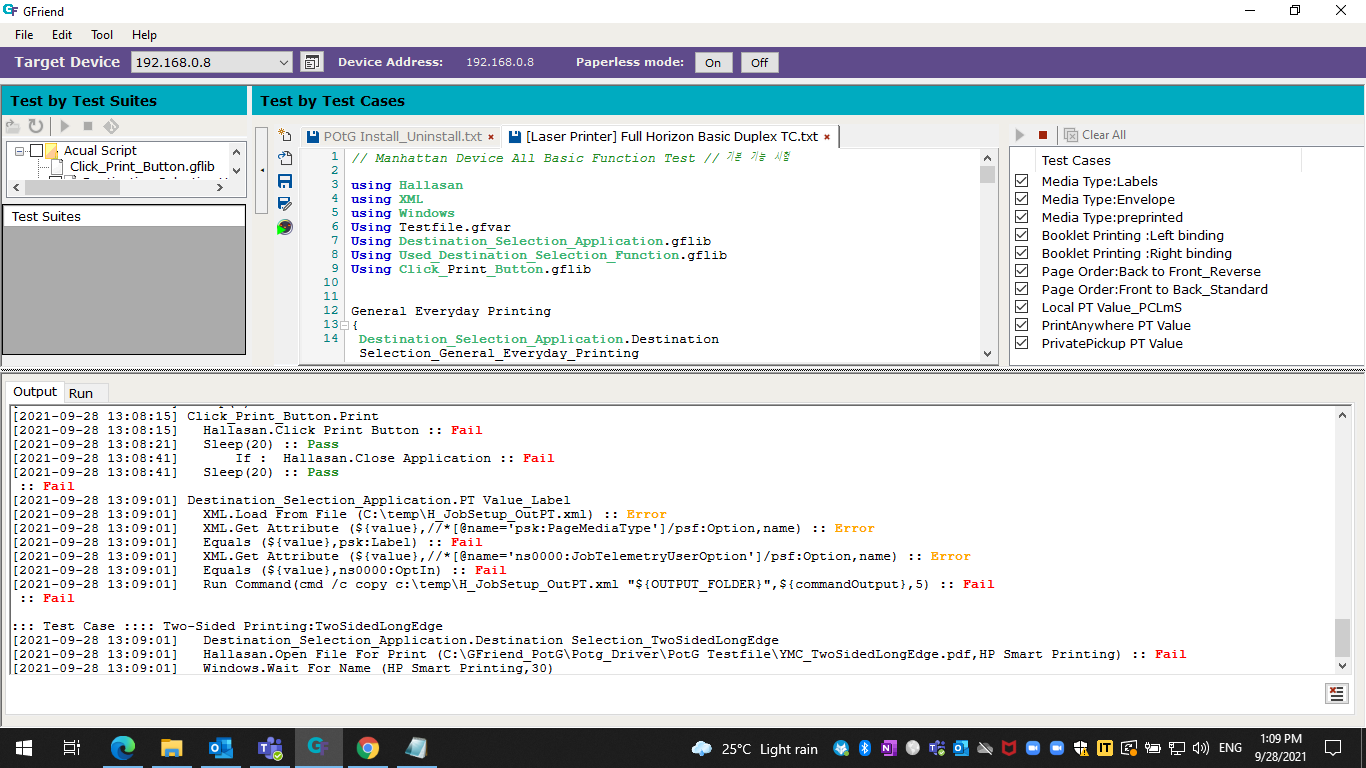 GFriend
File Edit Tool Help
Target Device 192.168.0.8 Device Address: 192.168.0.8 Paperless mode: On Off
Test by Test Suites
Test by Test Cases
Acual Script
Click_Print_Button.gflib
Test Suites
POtG Install_Uninstall.txt × [Laser Printer] Full Horizon Basic Duplex TC.txt ×
1 // Manhattan Device All Basic Function Test // 기본 기능 시험
2
3 using Hallasan
4 using XML
5 using Windows
6 Using Testfile.gfvar
7 Using Destination_Selection_Application.gflib
8 Using Used_Destination_Selection_Function.gflib
9 Using Click_Print_Button.gflib
10
11
12 General Everyday Printing
13 {
14 Destination_Selection_Application.Destination
Selection_General_Everyday_Printing
Clear All
Test Cases
Media Type:Labels
Media Type:Envelope
Media Type:preprinted
Booklet Printing :Left binding
Booklet Printing :Right binding
Page Order:Back to Front_Reverse
Page Order:Front to Back_Standard
Local PT Value_PCLmS
PrintAnywhere PT Value
PrivatePickup PT Value
Output Run
[2021-09-28 13:08:15] Click_Print_Button.Print
[2021-09-28 13:08:15] Hallasan.Click Print Button :: Fail
[2021-09-28 13:08:21] Sleep(20) :: Pass
[2021-09-28 13:08:41] If : Hallasan.Close Application :: Fail
[2021-09-28 13:08:41] Sleep(20) :: Pass
:: Fail
[2021-09-28 13:09:01] Destination_Selection_Application.PT Value_Label
[2021-09-28 13:09:01] XML.Load From File (C:\temp\H_JobSetup_OutPT.xml) :: Error
[2021-09-28 13:09:01] XML.Get Attribute (${value},//*[@name='psk:PageMediaType']/psf:Option,name) :: Error
[2021-09-28 13:09:01] Equals (${value},psk:Label) :: Fail
[2021-09-28 13:09:01] XML.Get Attribute (${value},//*[@name='ns0000:JobTelemetryUserOption']/psf:Option,name) :: Error
[2021-09-28 13:09:01] Equals (${value},ns0000:OptIn) :: Fail
[2021-09-28 13:09:01] Run Command(cmd /c copy c:\temp\H_JobSetup_OutPT.xml "${OUTPUT_FOLDER}",${commandOutput},5) :: Fail
:: Fail
::: Test Case :::: Two-Sided Printing:TwoSidedLongEdge
[2021-09-28 13:09:01] Destination_Selection_Application.Destination Selection_TwoSidedLongEdge
[2021-09-28 13:09:01] Hallasan.Open File For Print (C:\GFriend_PotG\Potg_Driver\PotG Testfile\YMC_TwoSidedLongEdge.pdf,HP Smart Printing) :: Fail
[2021-09-28 13:09:01] Windows.Wait For Name (HP Smart Printing,30)
25°C Light rain ENG 1:09 PM
9/28/2021